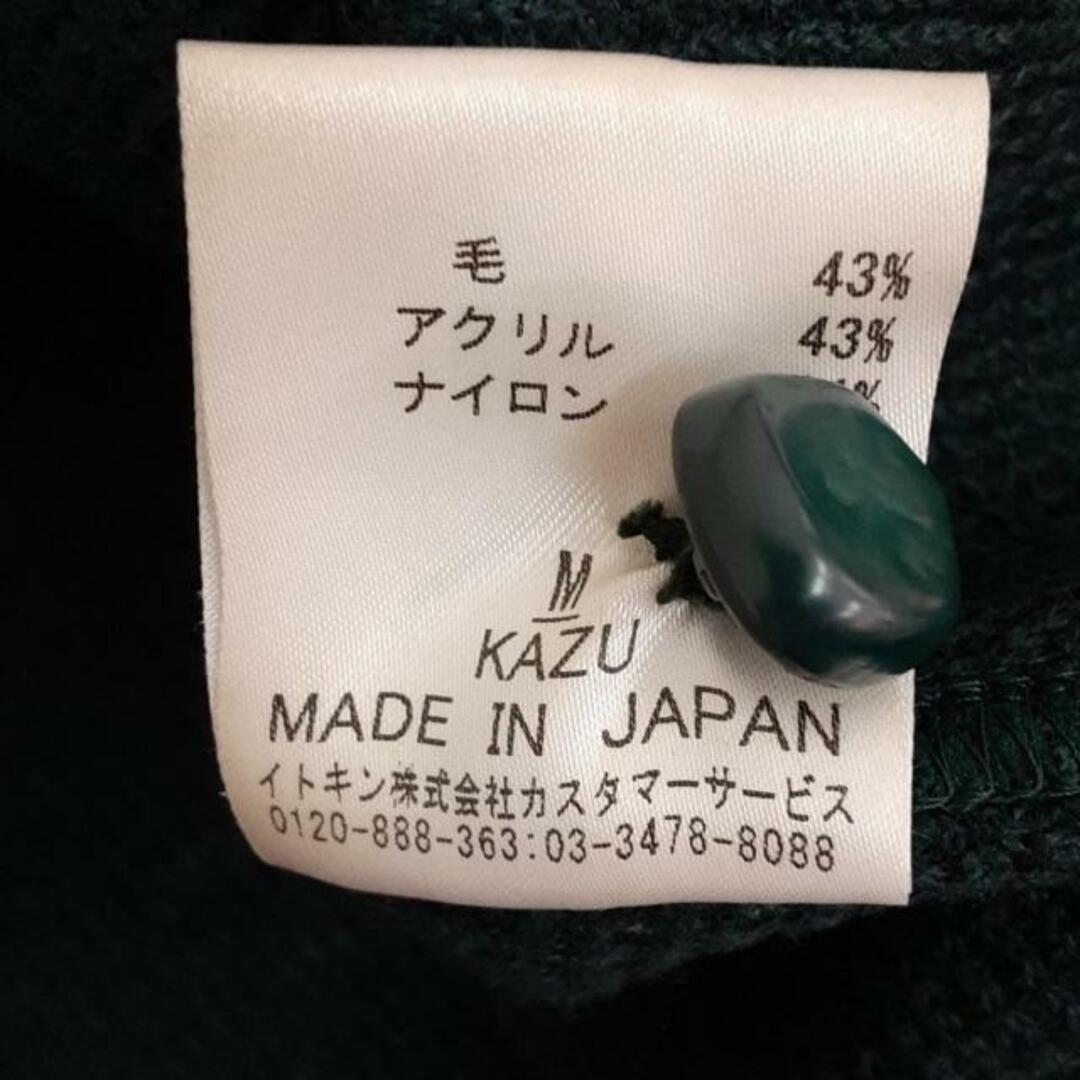 毛 43%
アクリル 43%
ナイロン
M
KAZU
MADE IN JAPAN
イトキン株式会社カスタマーサービス
0120-888-363:03-3478-8088